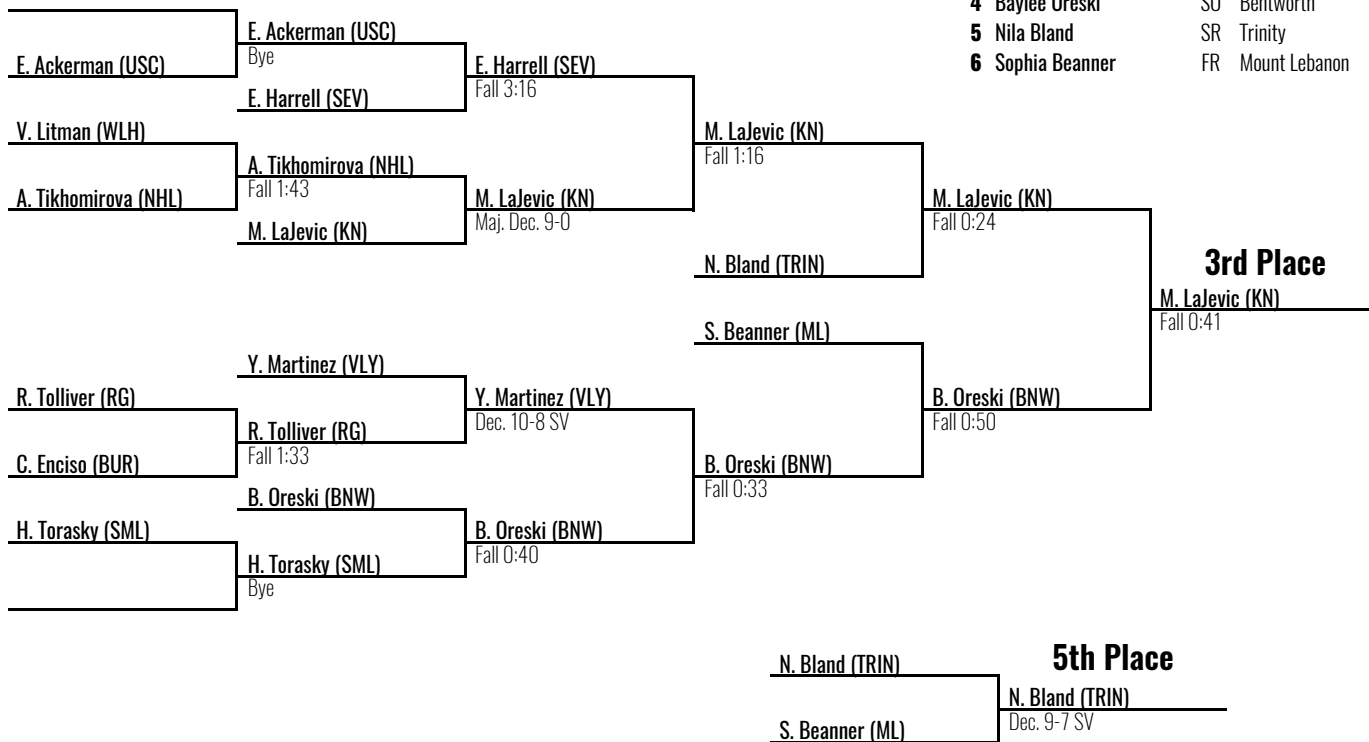 4 Baylee Oreski SO Bentworth
5 Nila Bland SR Trinity
6 Sophia Beanner FR Mount Lebanon
E. Ackerman (USC)
Bye
E. Ackerman (USC)
E. Harrell (SEV)
Fall 3:16
E. Harrell (SEV)
V. Litman (WLH)
M. LaJevic (KN)
Fall 1:16
A. Tikhomirova (NHL)
Fall 1:43
A. Tikhomirova (NHL)
M. LaJevic (KN)
Maj. Dec. 9-0
M. LaJevic (KN)
Fall 0:24
M. LaJevic (KN)
N. Bland (TRIN)
3rd Place
M. LaJevic (KN)
Fall 0:41
S. Beanner (ML)
Y. Martinez (VLY)
R. Tolliver (RG)
Y. Martinez (VLY)
Dec. 10-8 SV
B. Oreski (BNW)
Fall 0:50
R. Tolliver (RG)
Fall 1:33
C. Enciso (BUR)
B. Oreski (BNW)
Fall 0:33
B. Oreski (BNW)
H. Torasky (SML)
B. Oreski (BNW)
Fall 0:40
H. Torasky (SML)
Bye
5th Place
N. Bland (TRIN)
N. Bland (TRIN)
Dec. 9-7 SV
S. Beanner (ML)